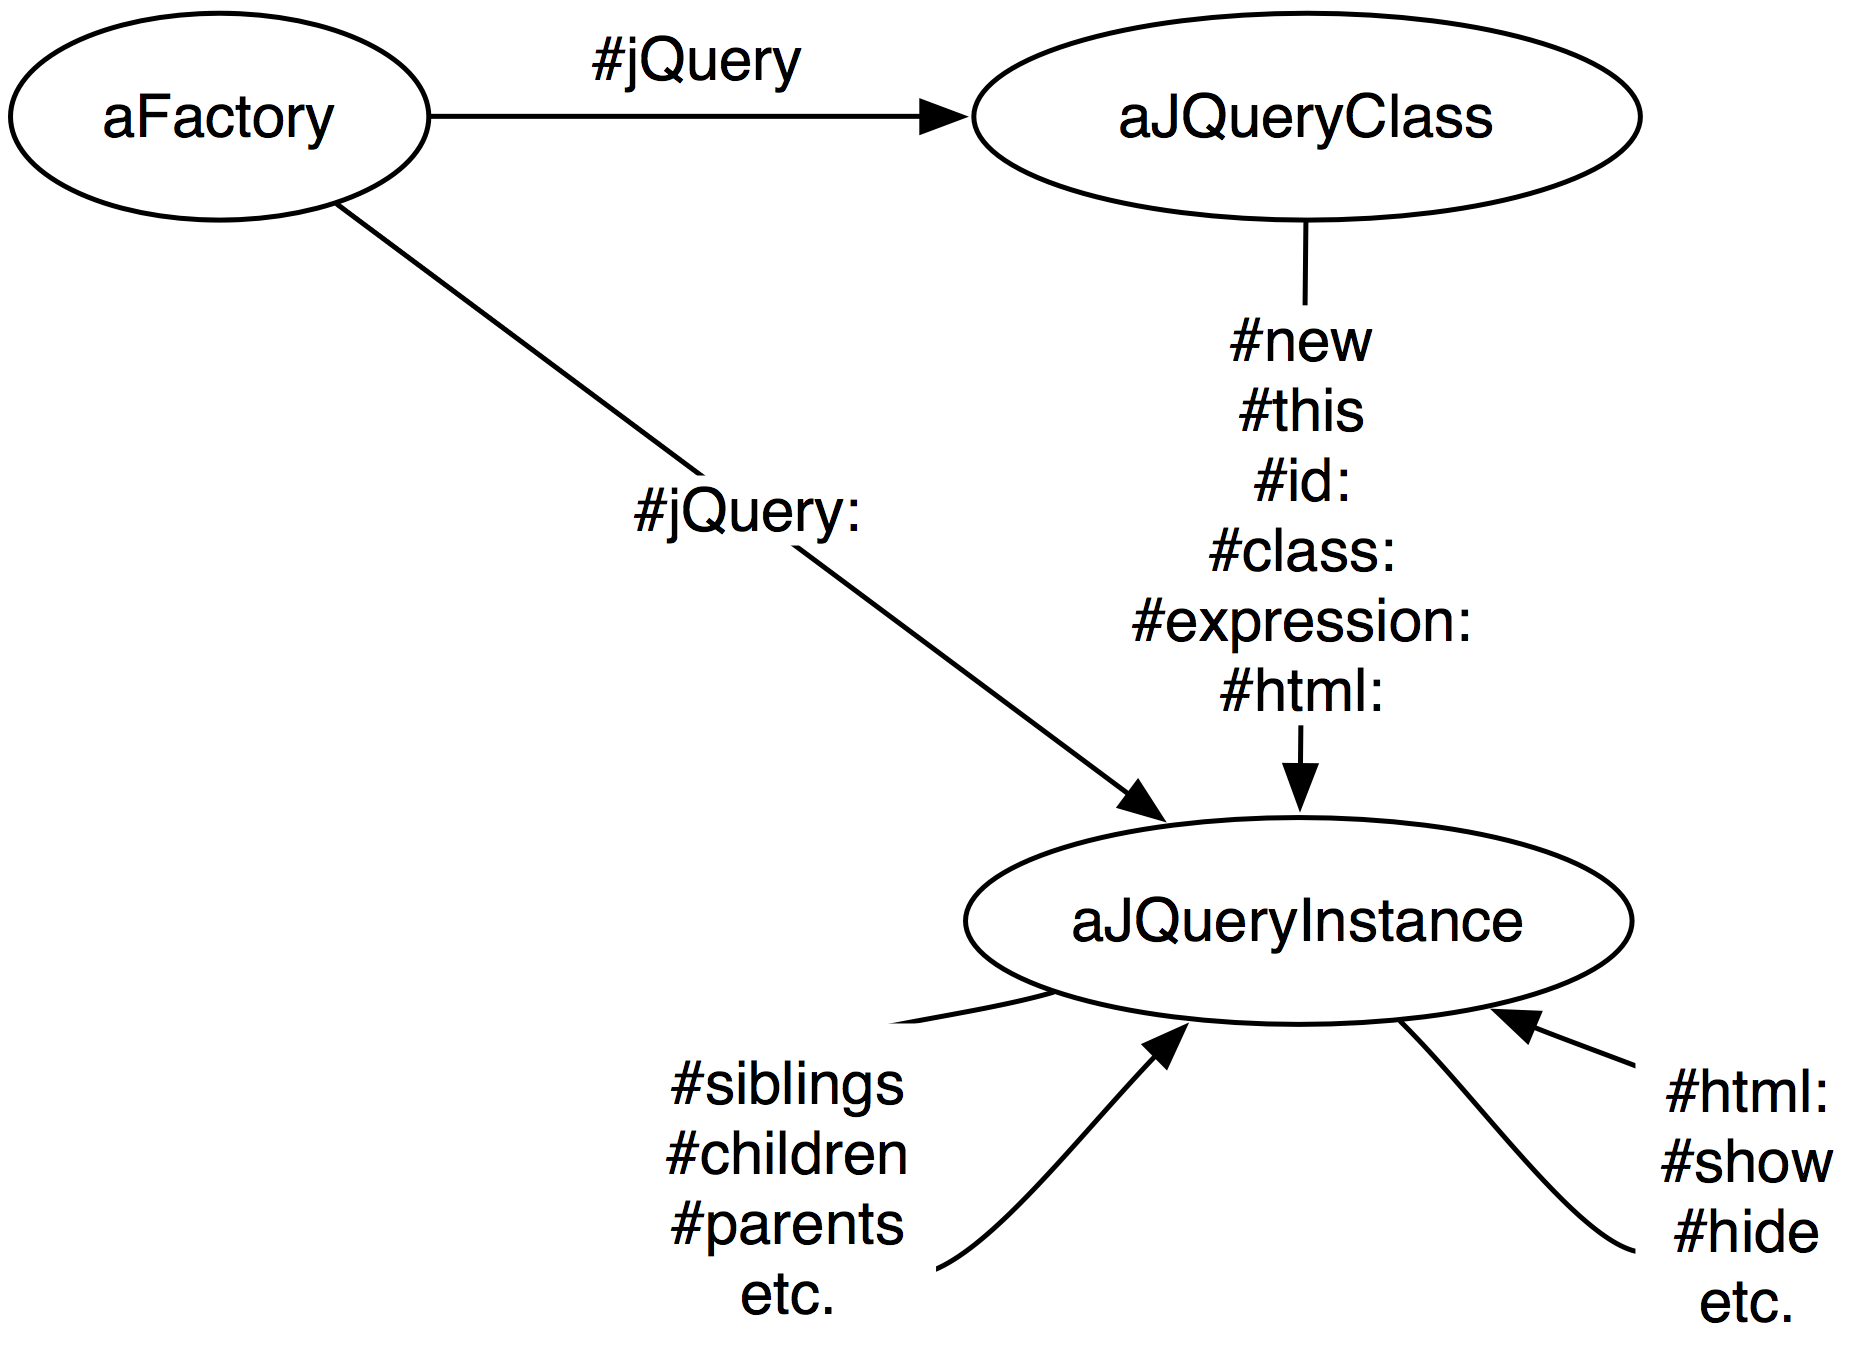 #jQuery
aFactory
aJQueryClass
#new
#this
#id:
#jQuery:
#class:
#expression:
#html:
aJQueryInstance
#siblings
#children
#parents
etc.
#html:
#show
#hide
etc.